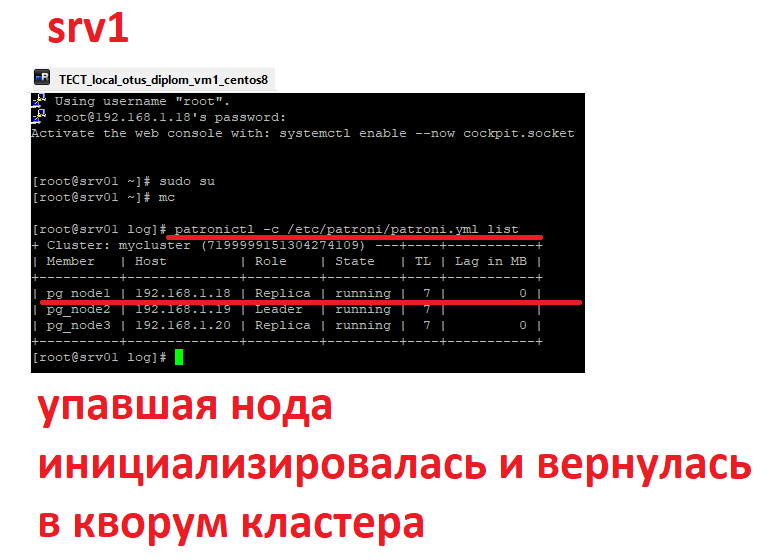 srv1
ТЕСТ_local_otus_diplom_vm1_centos8
Using username "root".
root@192.168.1.18's password:
Activate the web console with: systemctl enable --now cockpit.socket
[root@srv01 ~]# sudo su
[root@srv01 ~]# mc
[root@srv01 log]# patronictl -c /etc/patroni/patroni.yml list
+ Cluster: mycluster (7199999151304274109) ---+----+-----------+
| Member | Host | Role | State | TL | Lag in MB |
+----------+--------------+---------+---------+----+-----------+
| pg_node1 | 192.168.1.18 | Replica | running | 7 | 0 |
| pg_node2 | 192.168.1.19 | Leader | running | 7 | |
| pg_node3 | 192.168.1.20 | Replica | running | 7 | 0 |
+----------+--------------+---------+---------+----+-----------+
[root@srv01 log]#
упавшая нода
инициализировалась и вернулась
в кворум кластера